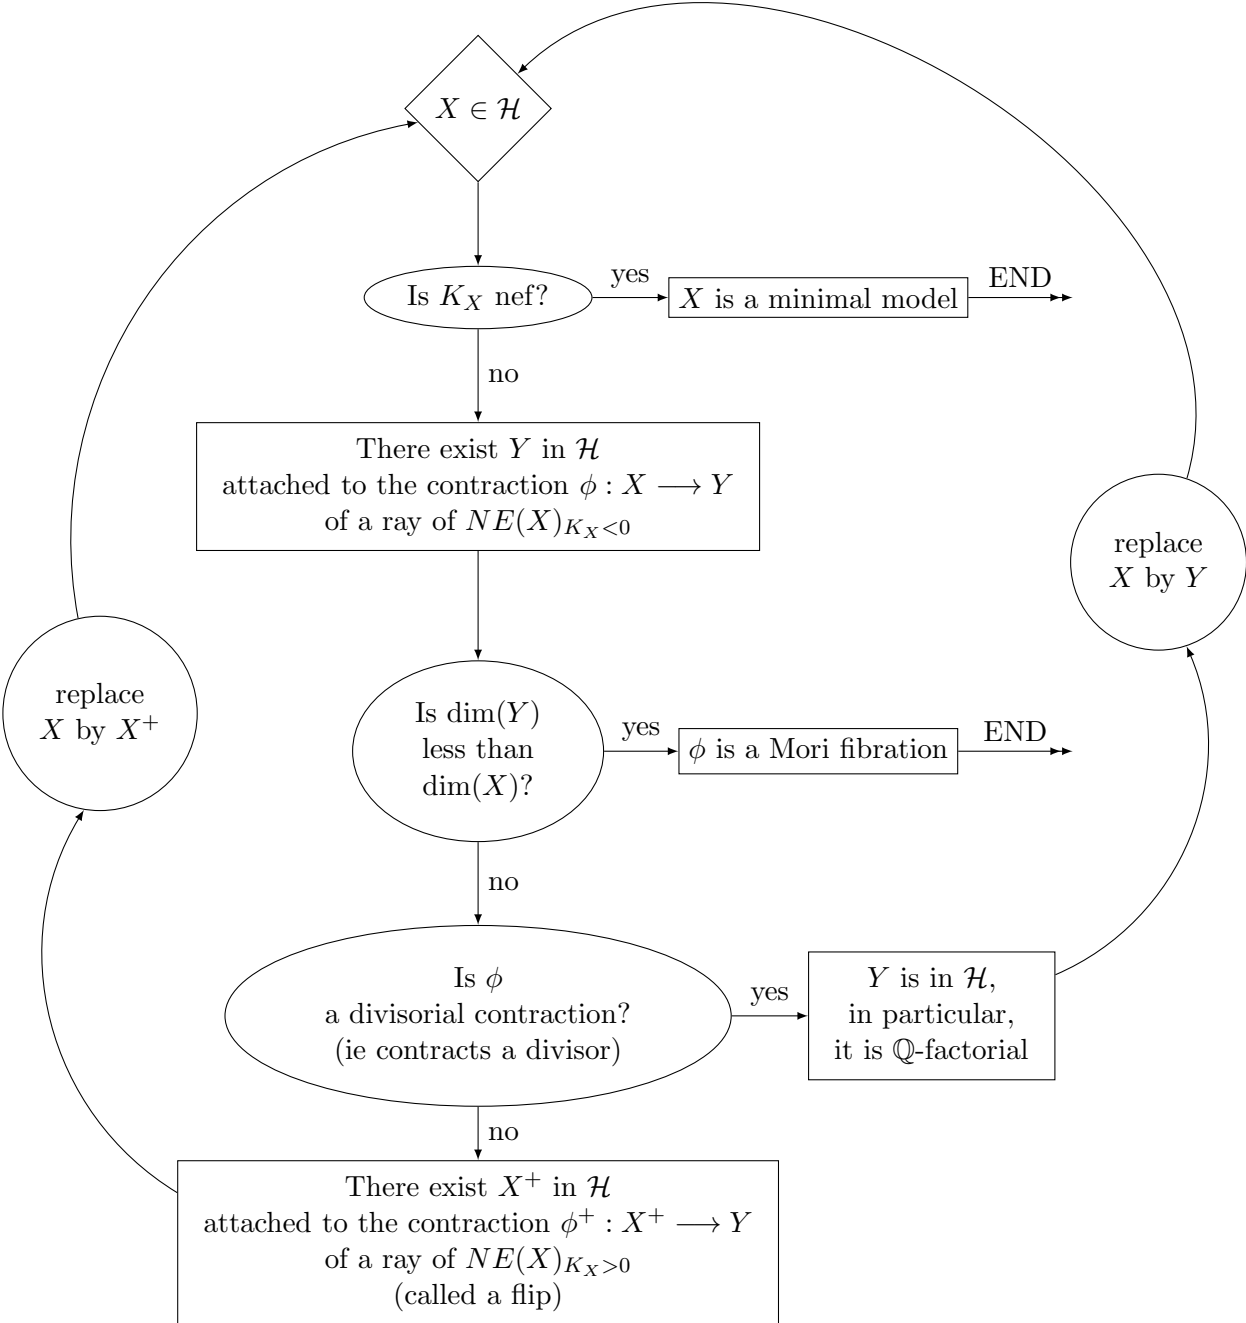 X ∈ ℋ
Is K_X nef?
yes
X is a minimal model
END
no
There exist Y in ℋ
attached to the contraction ϕ : X ⟶ Y
of a ray of NE(X)_{K_X<0}
replace
X by Y
replace
X by X⁺
Is dim(Y)
less than
dim(X)?
yes
ϕ is a Mori fibration
END
no
Is ϕ
a divisorial contraction?
(ie contracts a divisor)
yes
Y is in ℋ,
in particular,
it is ℚ-factorial
no
There exist X⁺ in ℋ
attached to the contraction ϕ⁺ : X⁺ ⟶ Y
of a ray of NE(X)_{K_X>0}
(called a flip)